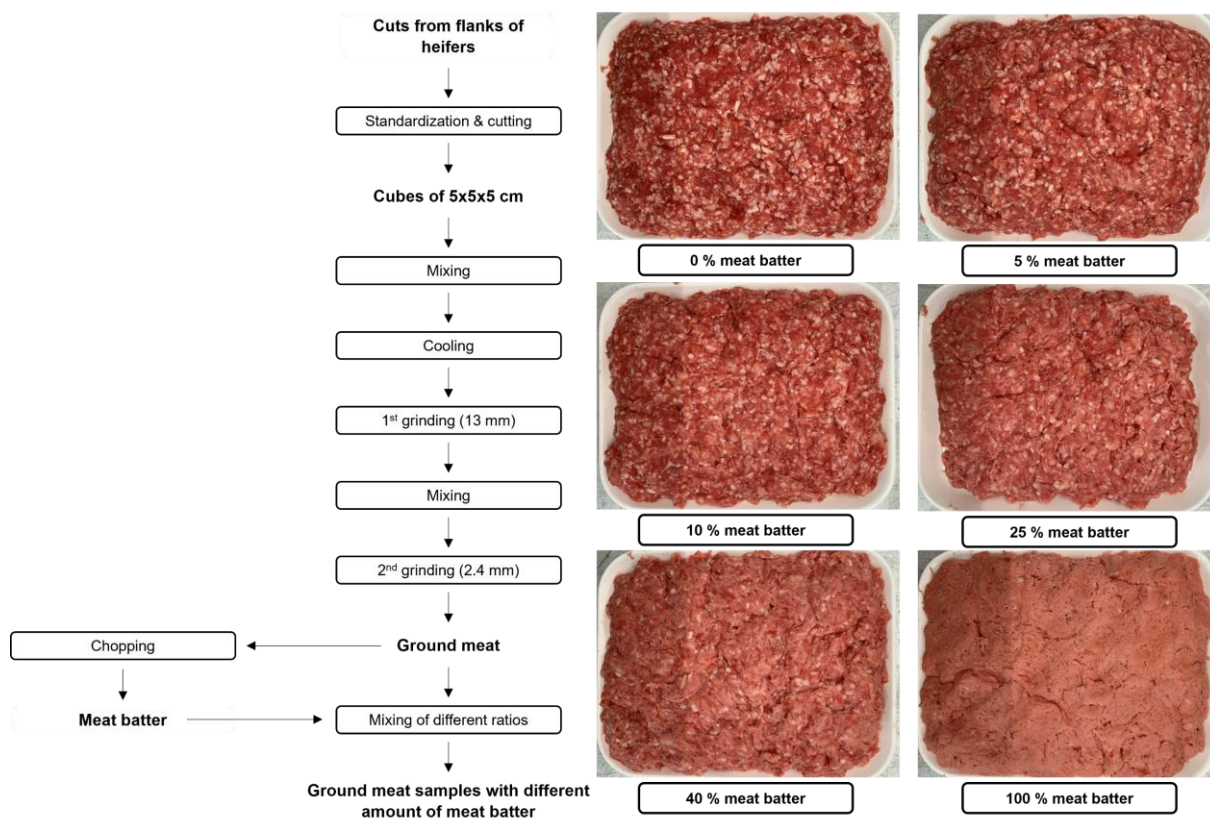 Cuts from flanks of
heifers
Standardization & cutting
Cubes of 5x5x5 cm
Mixing
Cooling
1st grinding (13 mm)
Mixing
2nd grinding (2.4 mm)
Ground meat
Chopping
Meat batter
Mixing of different ratios
Ground meat samples with different
amount of meat batter
0 % meat batter
5 % meat batter
10 % meat batter
25 % meat batter
40 % meat batter
100 % meat batter